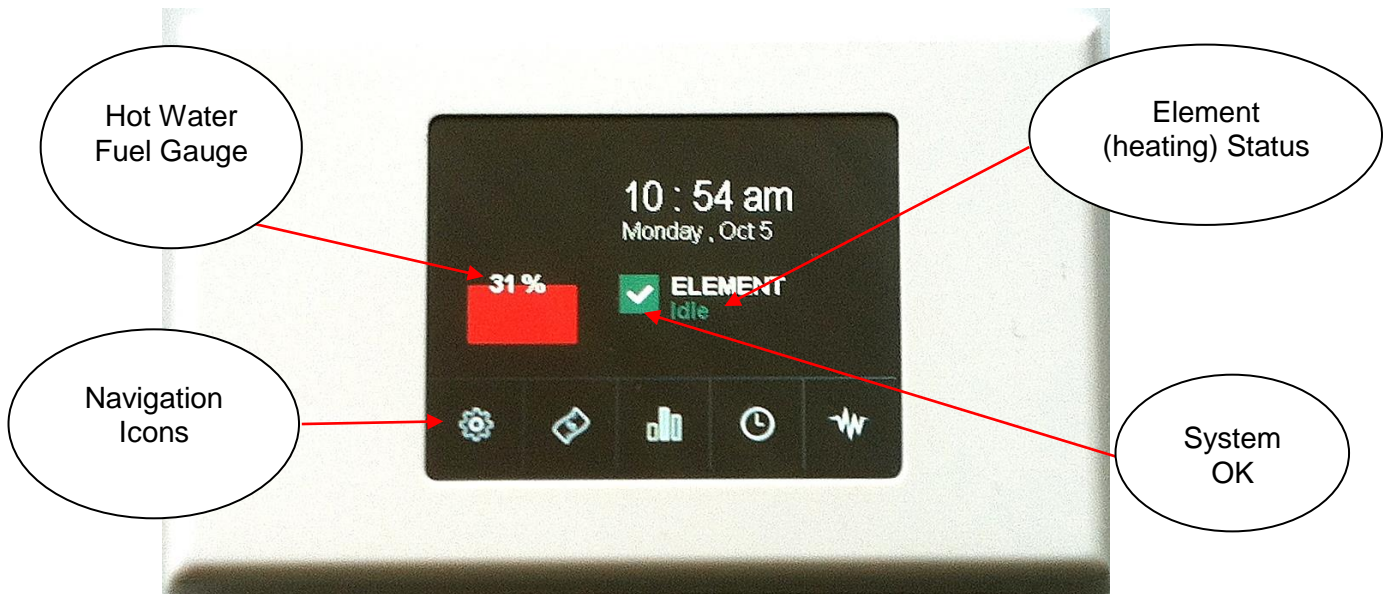 Hot Water
Fuel Gauge
Element
(heating) Status
10 : 54 am
Monday , Oct 5
31 %
ELEMENT
Idle
Navigation
Icons
System
OK